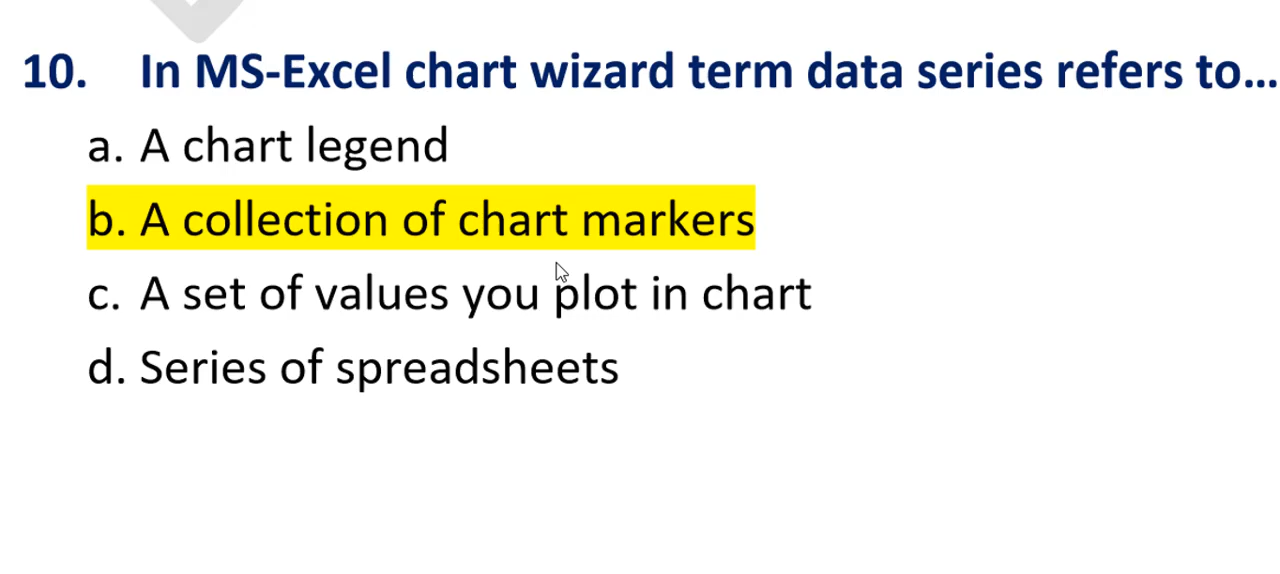 10. In MS-Excel chart wizard term data series refers to...
a. A chart legend
b. A collection of chart markers
c. A set of values you plot in chart
d. Series of spreadsheets